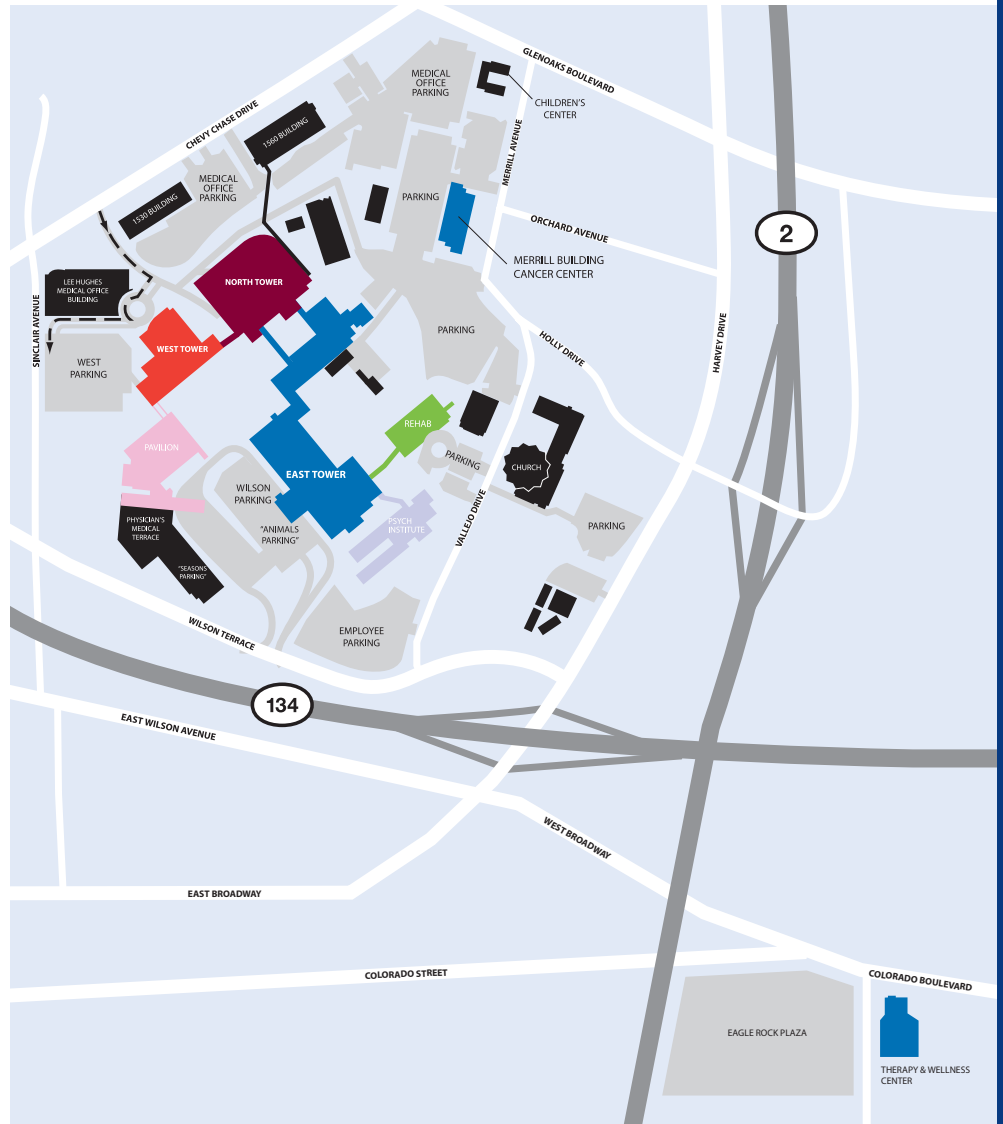 GLENOAKS BOULEVARD
MEDICAL
OFFICE
PARKING
CHILDREN'S
CENTER
CHEVY CHASE DRIVE
1560 BUILDING
MERRILL AVENUE
MEDICAL
OFFICE
PARKING
PARKING
1530 BUILDING
ORCHARD AVENUE
2
MERRILL BUILDING
CANCER CENTER
NORTH TOWER
LEE HUGHES
MEDICAL OFFICE
BUILDING
SINCLAIR AVENUE
WEST TOWER
PARKING
HOLLY DRIVE
HARVEY DRIVE
WEST
PARKING
REHAB
PAVILION
EAST TOWER
PARKING
CHURCH
WILSON
PARKING
"ANIMALS
PARKING"
PSYCH
INSTITUTE
VALLEJO DRIVE
PARKING
PHYSICIAN'S
MEDICAL
TERRACE
"SEASONS
PARKING"
WILSON TERRACE
EMPLOYEE
PARKING
134
EAST WILSON AVENUE
WEST BROADWAY
EAST BROADWAY
COLORADO STREET
COLORADO BOULEVARD
EAGLE ROCK PLAZA
THERAPY & WELLNESS
CENTER